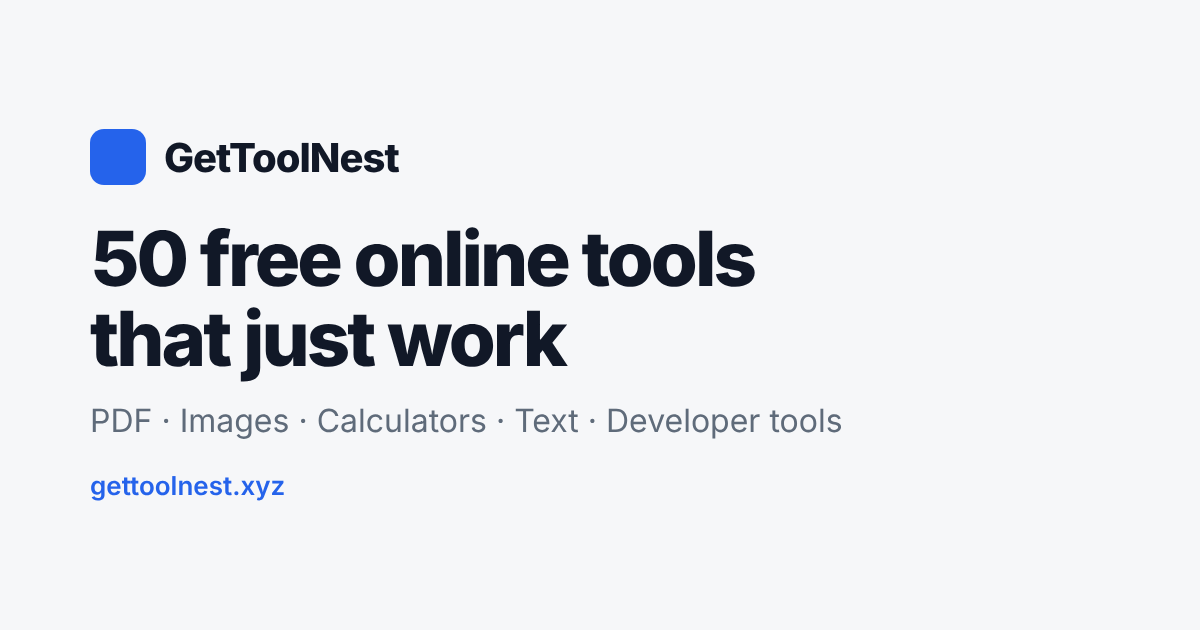 GetToolNest
50 free online tools
that just work
PDF · Images · Calculators · Text · Developer tools
gettoolnest.xyz